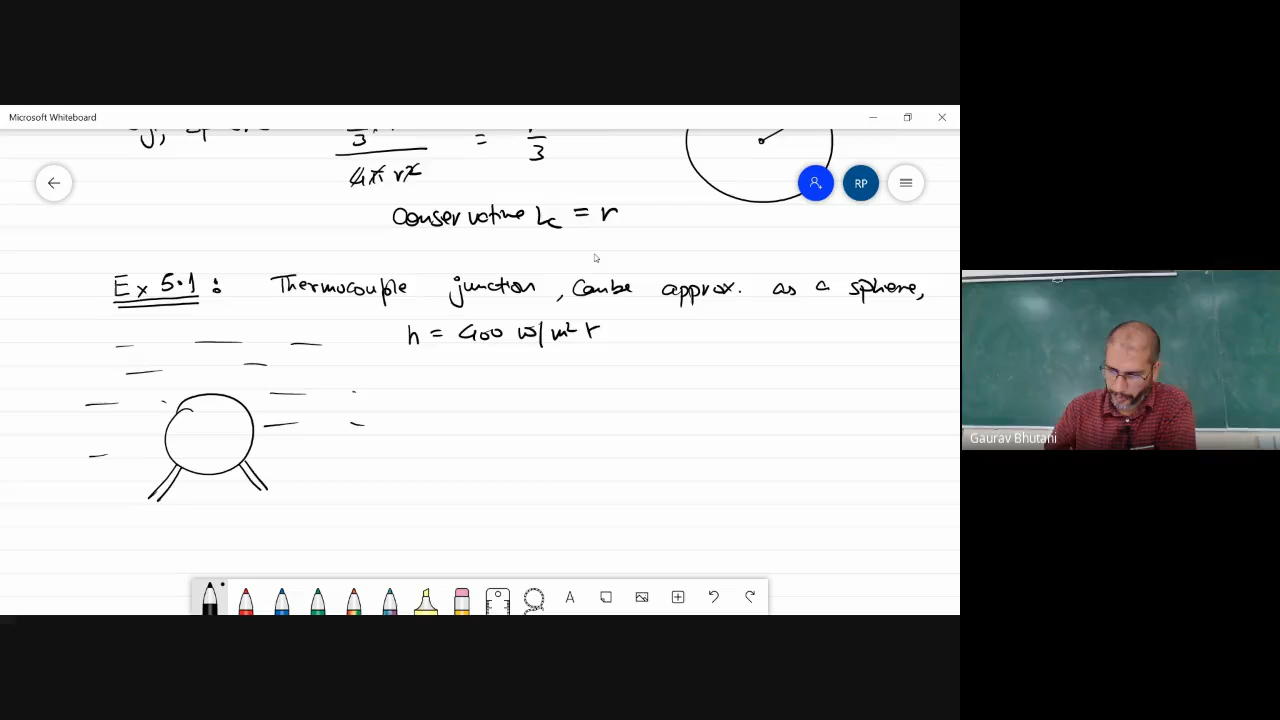 Microsoft Whiteboard
3
= 3
4π r²
RP
Conservative Lc = r
Ex 5.1 : Thermocouple junction, can be approx. as a sphere,
h = 400 W/m² K
Gaurav Bhutani
A